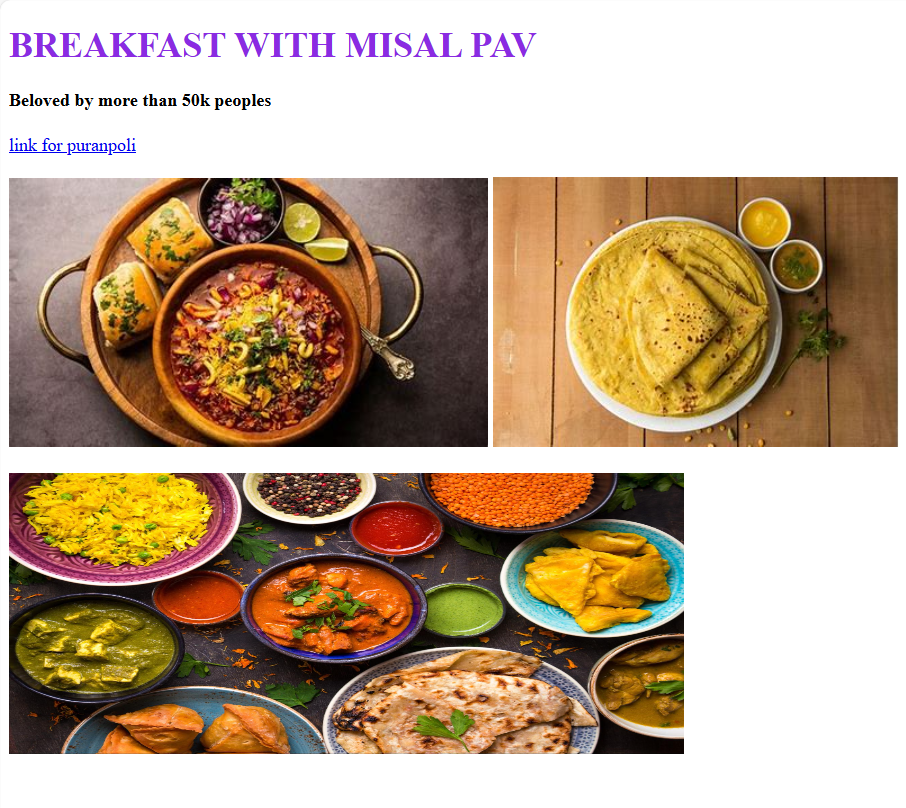 BREAKFAST WITH MISAL PAV
Beloved by more than 50k peoples
link for puranpoli